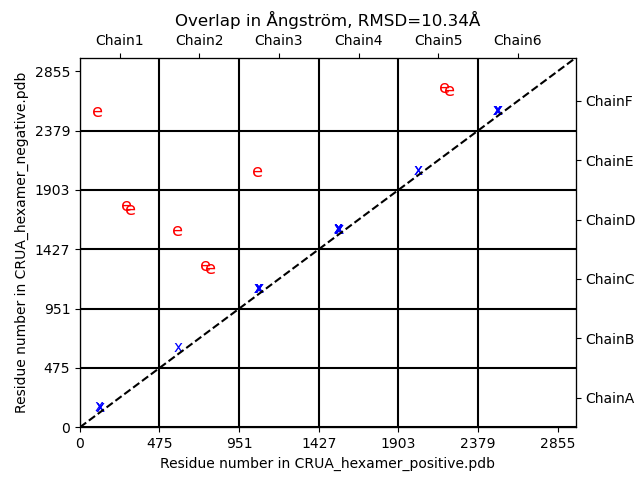 Overlap in Ångström, RMSD=10.34Å
Chain1 Chain2 Chain3 Chain4 Chain5 Chain6
Residue number in CRUA_hexamer_negative.pdb
2855
2379
1903
1427
951
475
0
ChainF
ChainE
ChainD
ChainC
ChainB
ChainA
e
e
e
e
e
e
e
e
e
e
x
x
x
x
x
x
0 475 951 1427 1903 2379 2855
Residue number in CRUA_hexamer_positive.pdb